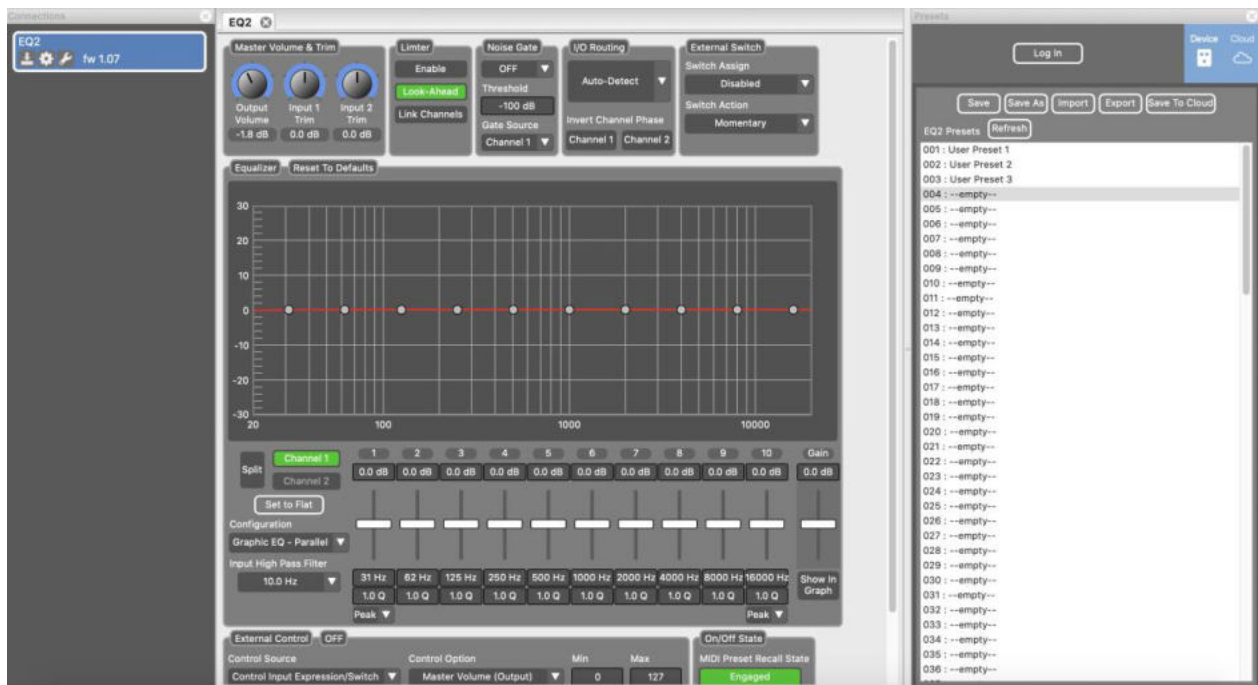 Connections
EQ2
fw 1.07
EQ2
Master Volume & Trim
Output Volume
Input 1 Trim
Input 2 Trim
-1.8 dB
0.0 dB
0.0 dB
Limter
Enable
Look-Ahead
Link Channels
Noise Gate
OFF
Threshold
-100 dB
Gate Source
Channel 1
I/O Routing
Auto-Detect
Invert Channel Phase
Channel 1
Channel 2
External Switch
Switch Assign
Disabled
Switch Action
Momentary
Equalizer
Reset To Defaults
30
20
10
0
-10
-20
-30
20
100
1000
10000
Split
Channel 1
Channel 2
Set to Flat
Configuration
Graphic EQ - Parallel
Input High Pass Filter
10.0 Hz
1 2 3 4 5 6 7 8 9 10 Gain
0.0 dB 0.0 dB 0.0 dB 0.0 dB 0.0 dB 0.0 dB 0.0 dB 0.0 dB 0.0 dB 0.0 dB 0.0 dB
31 Hz 62 Hz 125 Hz 250 Hz 500 Hz 1000 Hz 2000 Hz 4000 Hz 8000 Hz 16000 Hz
1.0 Q 1.0 Q 1.0 Q 1.0 Q 1.0 Q 1.0 Q 1.0 Q 1.0 Q 1.0 Q 1.0 Q
Peak
Peak
Show In Graph
External Control
OFF
Control Source
Control Input Expression/Switch
Control Option
Master Volume (Output)
Min
0
Max
127
On/Off State
MIDI Preset Recall State
Engaged
Presets
Log In
Device
Cloud
Save
Save As
Import
Export
Save To Cloud
EQ2 Presets
Refresh
001 : User Preset 1
002 : User Preset 2
003 : User Preset 3
004 : --empty--
005 : --empty--
006 : --empty--
007 : --empty--
008 : --empty--
009 : --empty--
010 : --empty--
011 : --empty--
012 : --empty--
013 : --empty--
014 : --empty--
015 : --empty--
016 : --empty--
017 : --empty--
018 : --empty--
019 : --empty--
020 : --empty--
021 : --empty--
022 : --empty--
023 : --empty--
024 : --empty--
025 : --empty--
026 : --empty--
027 : --empty--
028 : --empty--
029 : --empty--
030 : --empty--
031 : --empty--
032 : --empty--
033 : --empty--
034 : --empty--
035 : --empty--
036 : --empty--